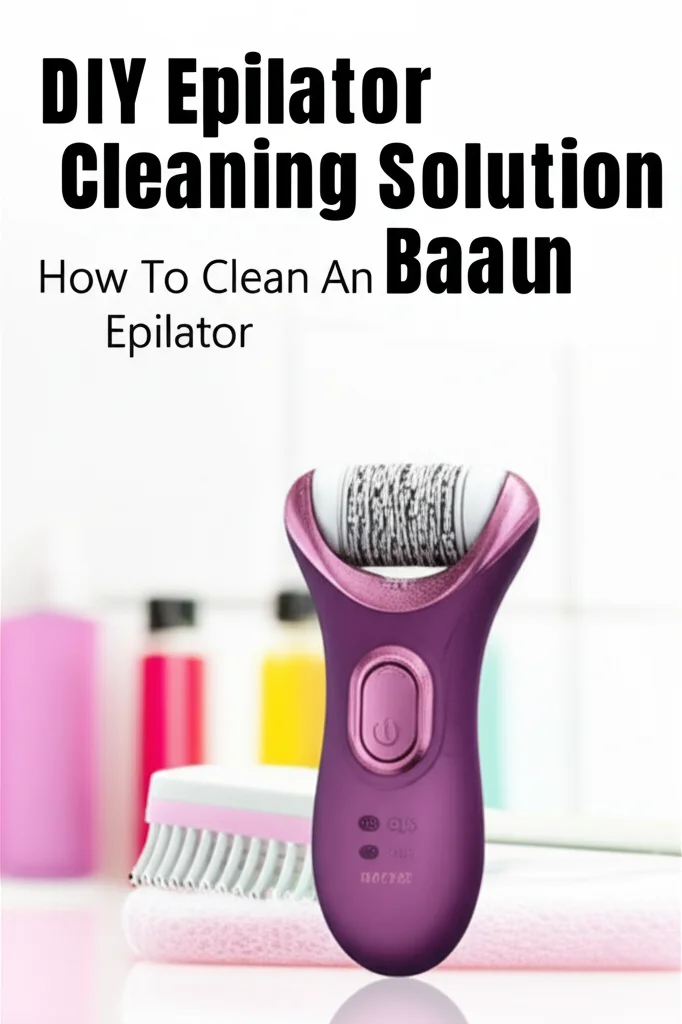 DIY Epilator
Cleaning Solution
Baaun
How To Clean An
Epilator